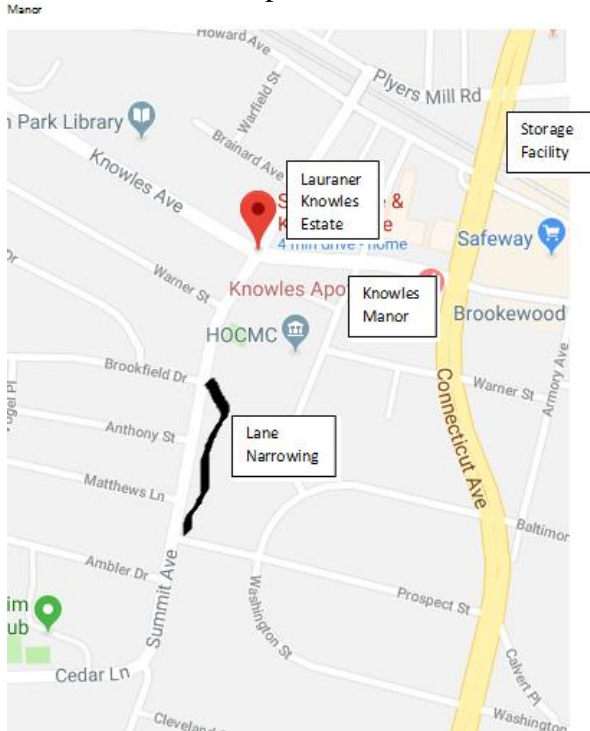 Manor
Howard Ave
Warfield St
Plyers Mill Rd
Park Library
Storage
Facility
Brainard Ave
Knowles Ave
Lauraner
Knowles
Estate
S
e &
K
e
4 min drive - home
Safeway
Dr
Warner St
Knowles Apo
Knowles
Manor
Brookewood
HOCMC
Brookfield Dr
Warner St
Armory Ave
Connecticut Ave
Anthony St
Lane
Narrowing
Matthews Ln
Baltimor
Ambler Dr
Summit Ave
Prospect St
Washington St
Calvert Pl
Cedar Ln
Washington
Cleveland